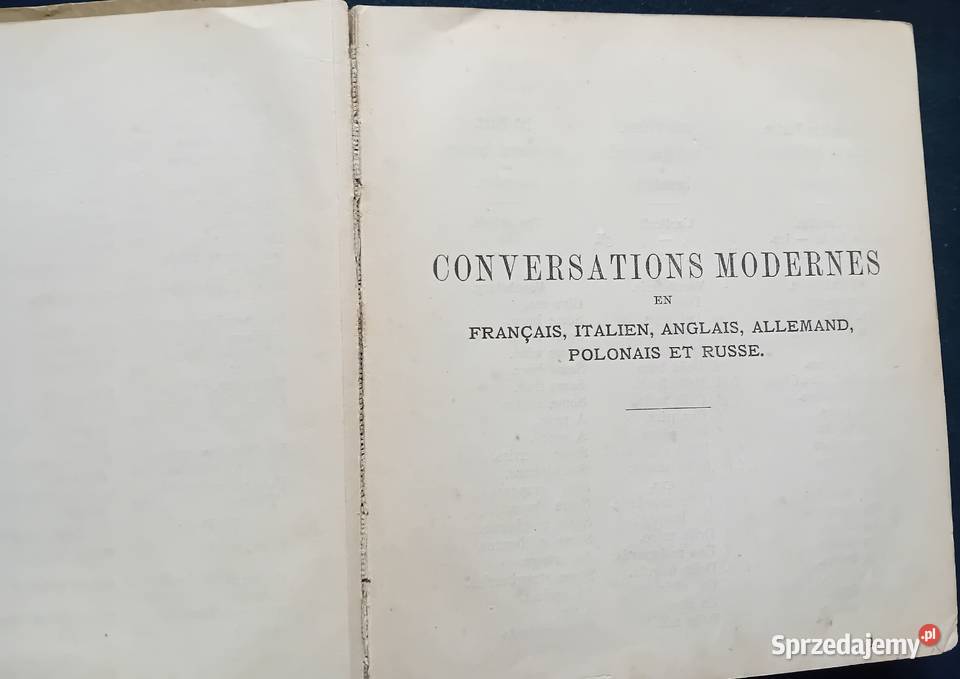 CONVERSATIONS MODERNES
EN
FRANÇAIS, ITALIEN, ANGLAIS, ALLEMAND,
POLONAIS ET RUSSE.
Sprzedajemy.pl